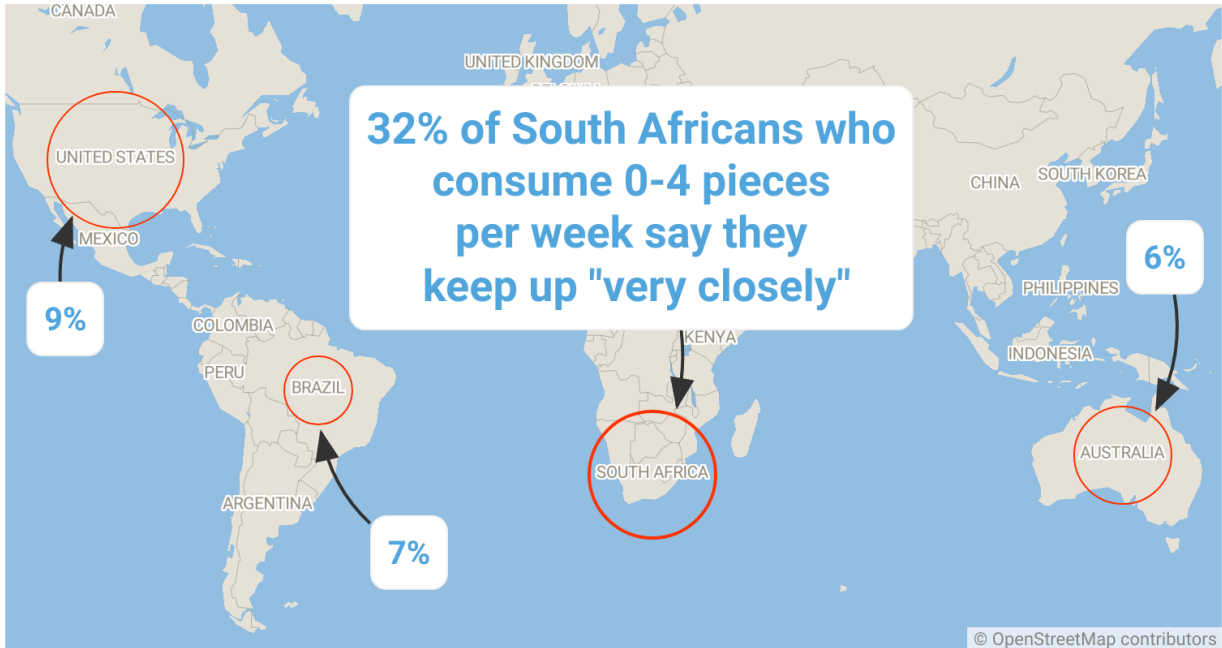 CANADA
UNITED KINGDOM
32% of South Africans who
consume 0-4 pieces
per week say they
keep up "very closely"
UNITED STATES
SOUTH KOREA
CHINA
MEXICO
6%
PHILIPPINES
9%
COLOMBIA
KENYA
INDONESIA
PERU
BRAZIL
AUSTRALIA
SOUTH AFRICA
ARGENTINA
7%
© OpenStreetMap contributors